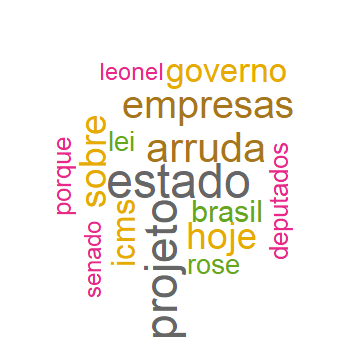 leonel
governo
empresas
sobre
lei
arruda
porque
deputados
estado
brasil
icms
projeto
hoje
senado
rose